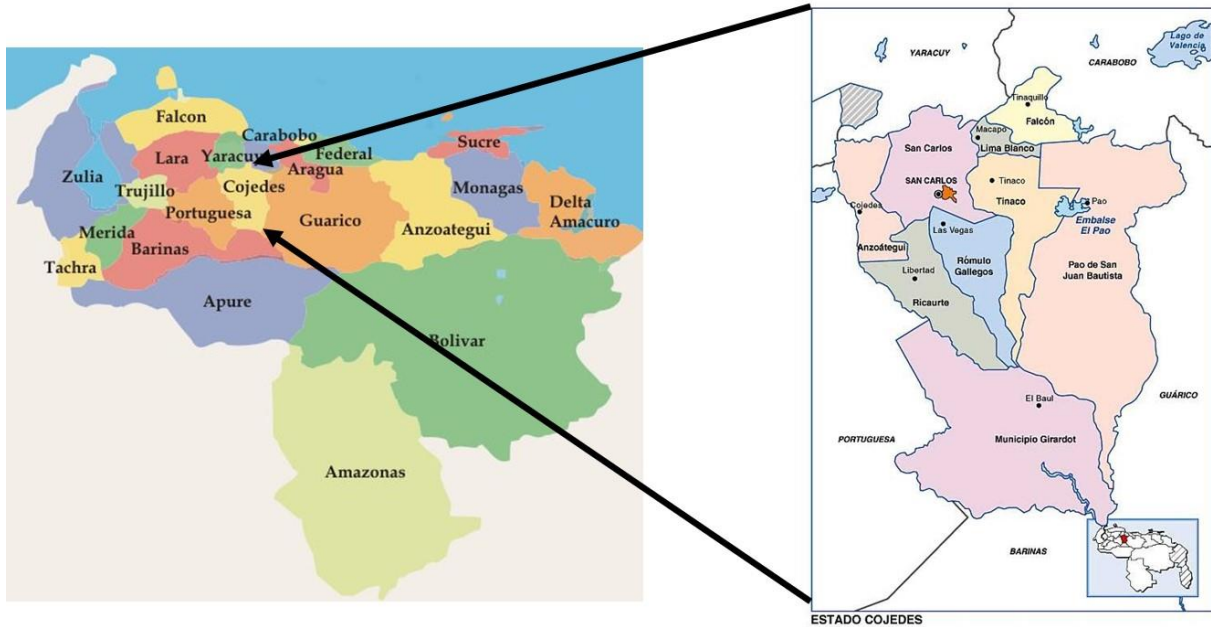 Falcon
Carabobo
Lara
Yaracuy
Federal
Sucre
Aragua
Zulia
Trujillo
Cojedes
Monagas
Portuguesa
Guarico
Delta
Amacuro
Merida
Barinas
Anzoategui
Tachra
Apure
Bolivar
Amazonas
YARACUY
CARABOBO
Lago de
Valencia
Tinaquillo
Falcón
Macapo
Lima Blanco
San Carlos
SAN CARLOS
Tinaco
Tinaco
Cojedes
Pao
Embalse
El Pao
Las Vegas
Anzoátegui
Rómulo
Gallegos
Libertad
Ricaurte
Pao de San
Juan Bautista
El Baul
GUÁRICO
PORTUGUESA
Municipio Girardot
BARINAS
ESTADO COJEDES